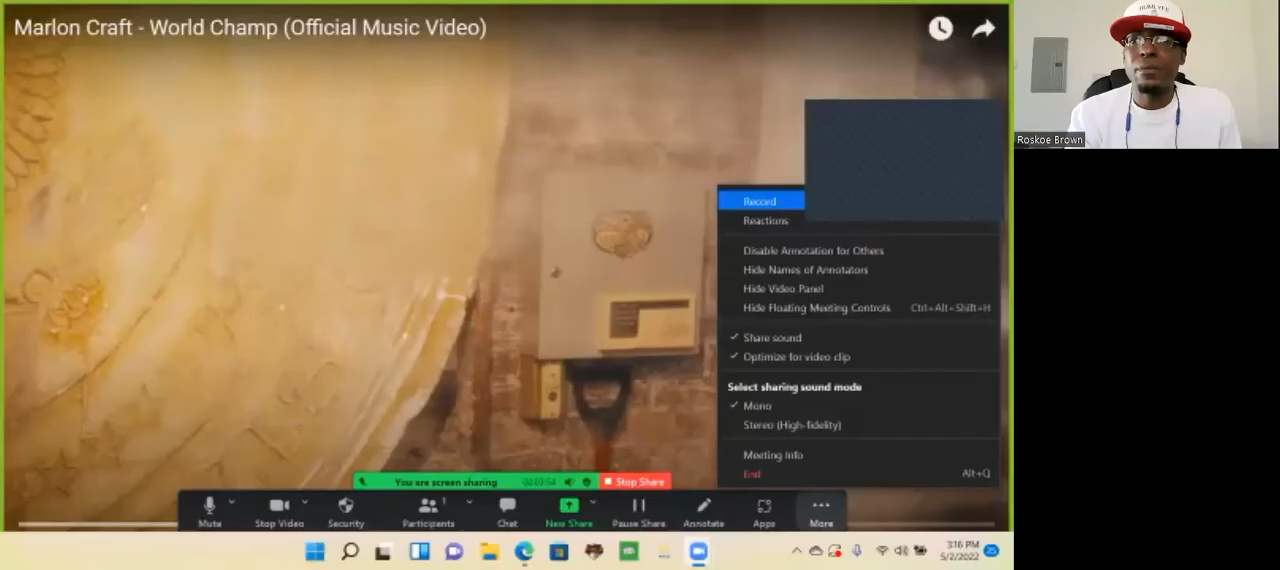 Marlon Craft - World Champ (Official Music Video)
Roskoe Brown
Record
Reactions
Disable Annotation for Others
Hide Names of Annotators
Hide Video Panel
Hide Floating Meeting Controls Ctrl+Alt+Shift+H
Share sound
Optimize for video clip
Select sharing sound mode
Mono
Stereo (High-fidelity)
Meeting Info
End Alt+Q
You are screen sharing Stop Share
1
Mute Stop Video Security Participants Chat New Share Pause Share Annotate Apps More
3:16 PM
5/2/2022
25